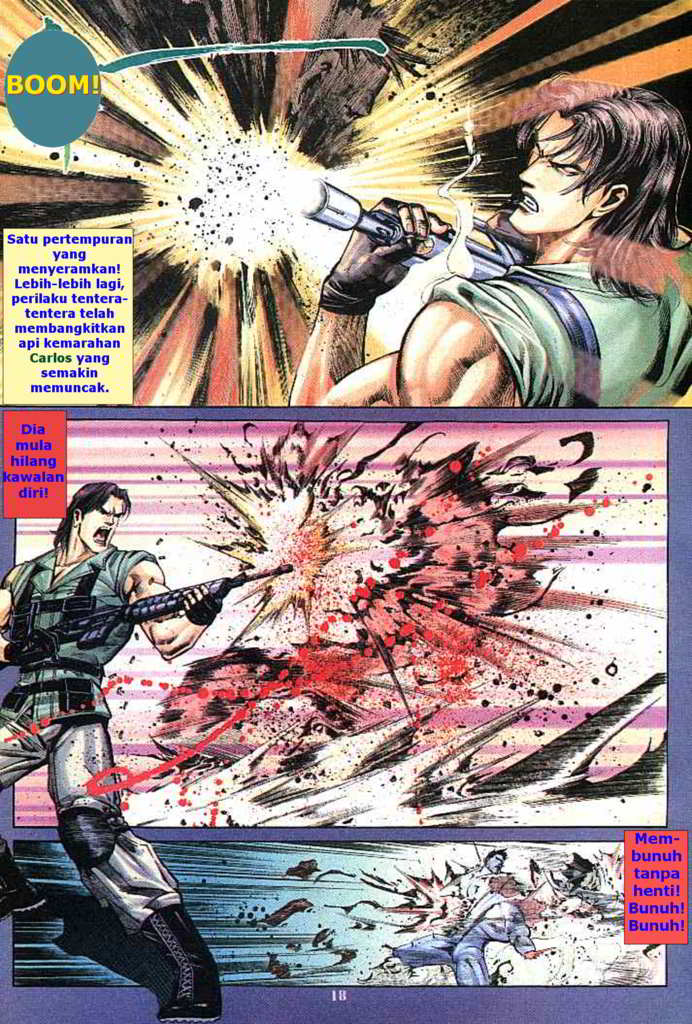 BOOM!
Satu pertempuran
yang
menyeramkan!
Lebih-lebih lagi,
perilaku tentera-
tentera telah
membangkitkan
api kemarahan
Carlos yang
semakin
memuncak.
Dia
mula
hilang
kawalan
diri!
Mem-
bunuh
tanpa
henti!
Bunuh!
Bunuh!
18